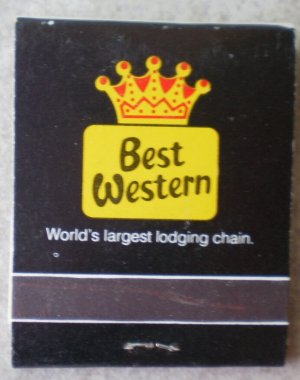 Best
Western
World's largest lodging chain.